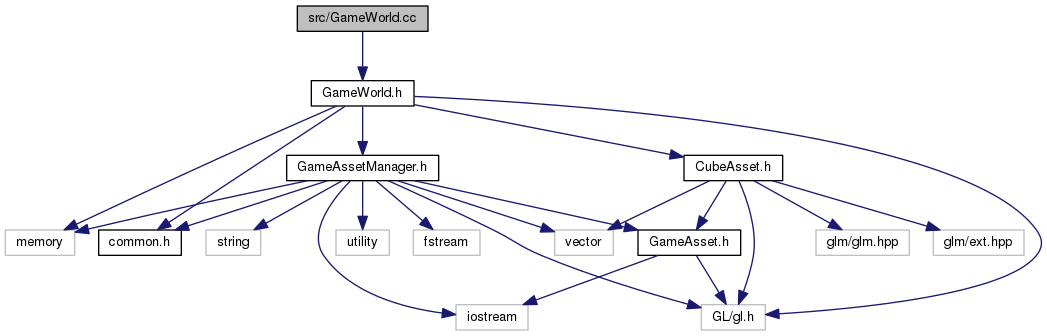 src/GameWorld.cc
GameWorld.h
GameAssetManager.h
CubeAsset.h
memory
common.h
string
utility
fstream
vector
GameAsset.h
glm/glm.hpp
glm/ext.hpp
iostream
GL/gl.h